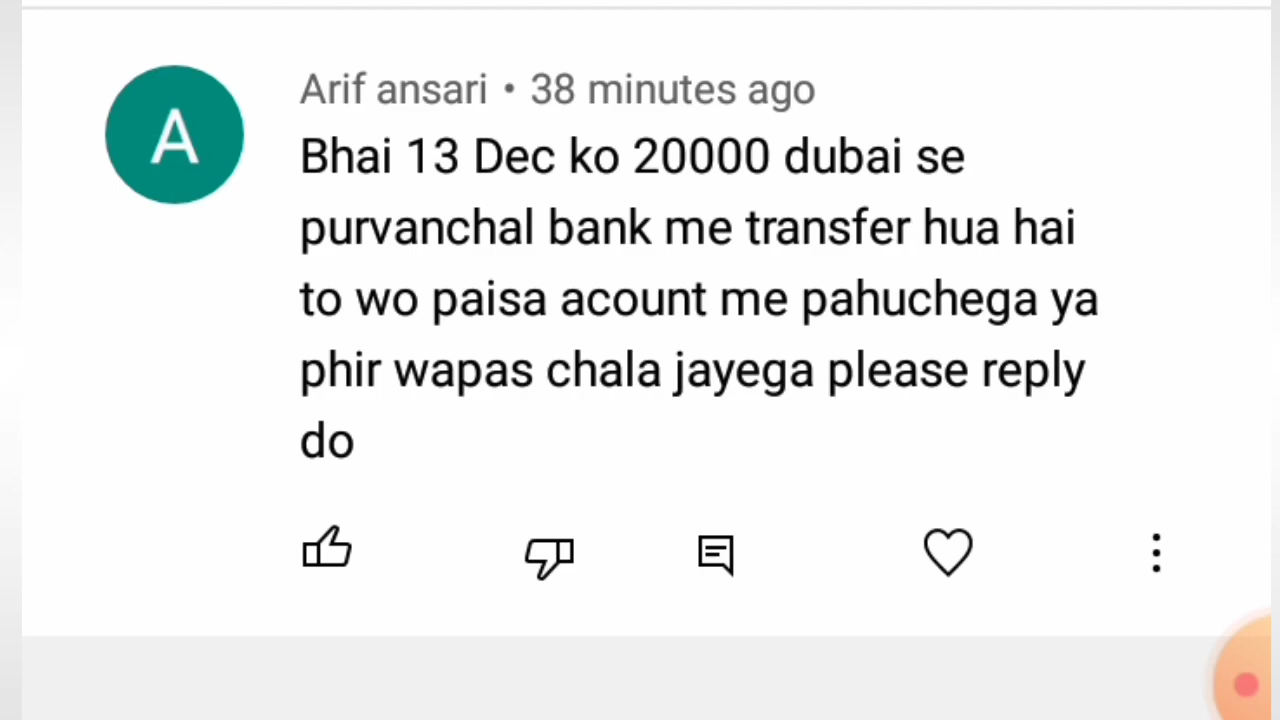 A
Arif ansari • 38 minutes ago
Bhai 13 Dec ko 20000 dubai se
purvanchal bank me transfer hua hai
to wo paisa acount me pahuchega ya
phir wapas chala jayega please reply
do